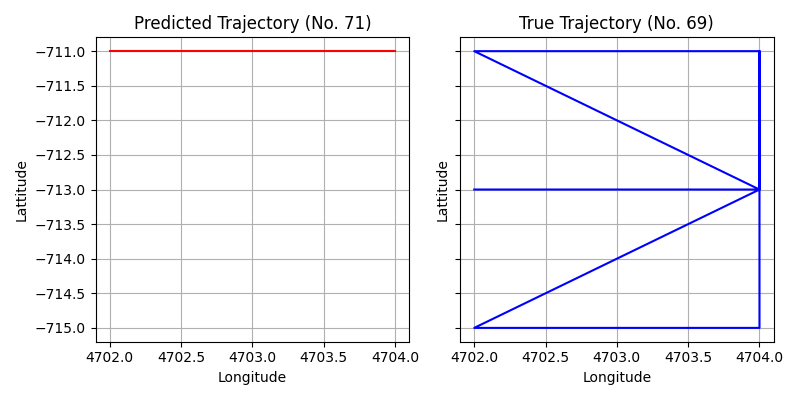 Predicted Trajectory (No. 71)
True Trajectory (No. 69)
−711.0
−711.5
−712.0
−712.5
−713.0
−713.5
−714.0
−714.5
−715.0
Lattitude
Lattitude
4702.0 4702.5 4703.0 4703.5 4704.0
4702.0 4702.5 4703.0 4703.5 4704.0
Longitude
Longitude